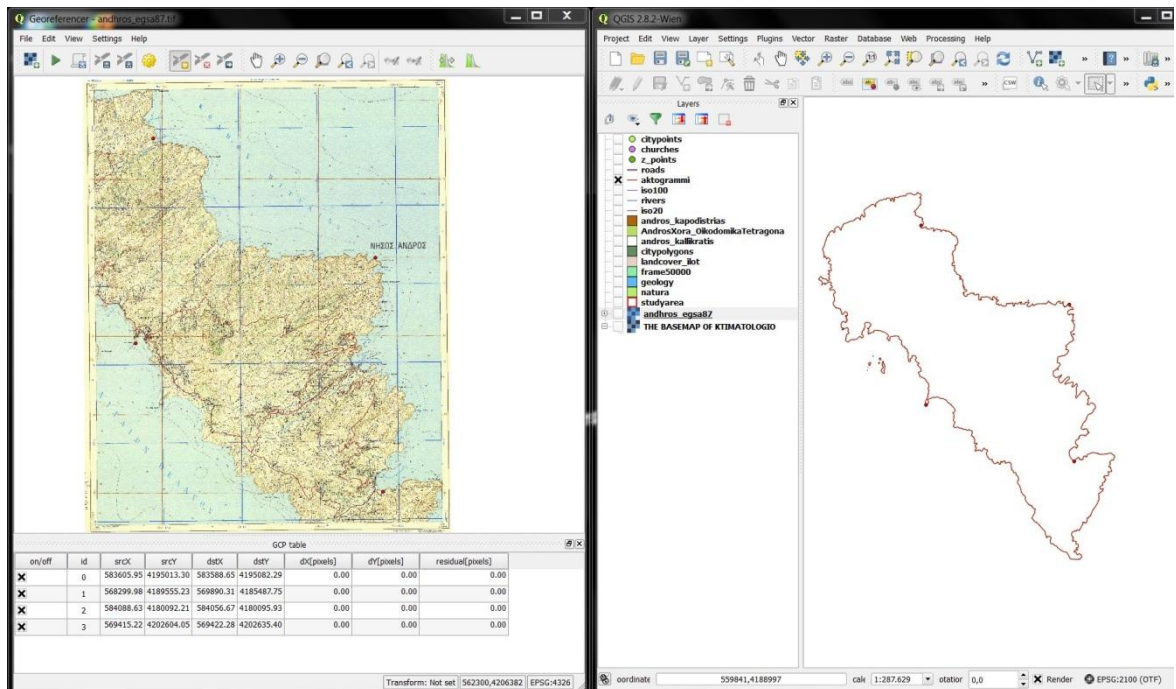 Georeferencer - andhros_egsa87.tif
File Edit View Settings Help
ΝΗΣΟΣ ΑΝΔΡΟΣ
GCP table
on/off id srcX srcY dstX dstY dX[pixels] dY[pixels] residual[pixels]
0 583605.95 4195013.30 583588.65 4195082.29 0.00 0.00 0.00
1 568299.98 4189555.23 569890.31 4185487.75 0.00 0.00 0.00
2 584088.63 4180092.21 584056.67 4180095.93 0.00 0.00 0.00
3 569415.22 4202604.05 569422.28 4202635.40 0.00 0.00 0.00
Transform: Not set 562300,4206382 EPSG:4326
QGIS 2.8.2-Wien
Project Edit View Layer Settings Plugins Vector Raster Database Web Processing Help
CSW
Layers
citypoints
churches
z_points
roads
aktogrammi
iso100
rivers
iso20
andros_kapodistrias
AndrosXora_OikodomikaTetragona
andros_kallikratis
citypolygons
landcover_ilot
frame50000
geology
natura
studyarea
andhros_egsa87
THE BASEMAP OF KTIMATOLOGIO
oordinate 559841,4188997 cale 1:287.629 otation 0,0 Render EPSG:2100 (OTF)